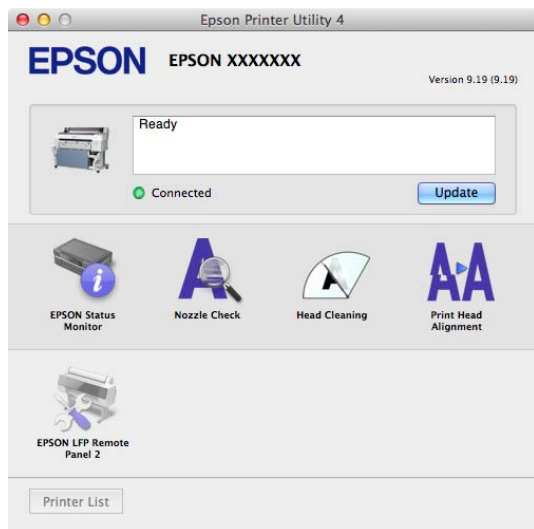 Epson Printer Utility 4
EPSON EPSON XXXXXXX
Version 9.19 (9.19)
Ready
Connected
Update
EPSON Status
Monitor
Nozzle Check
Head Cleaning
Print Head
Alignment
EPSON LFP Remote
Panel 2
Printer List